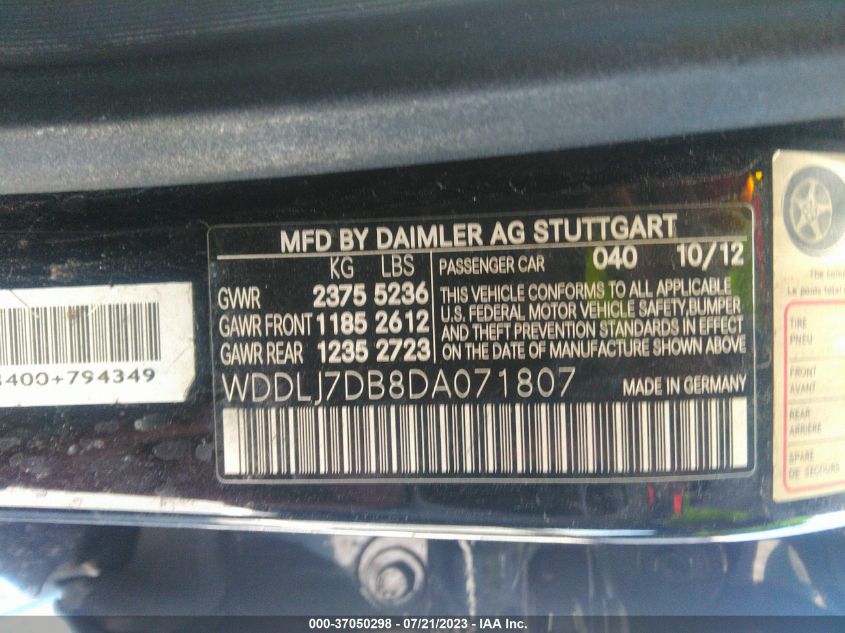 MFD BY DAIMLER AG STUTTGART
KG LBS
GVWR 2375 5236
GAWR FRONT 1185 2612
GAWR REAR 1235 2723
PASSENGER CAR 040 10/12
THIS VEHICLE CONFORMS TO ALL APPLICABLE
U.S. FEDERAL MOTOR VEHICLE SAFETY, BUMPER
AND THEFT PREVENTION STANDARDS IN EFFECT
ON THE DATE OF MANUFACTURE SHOWN ABOVE
WDDLJ7DB8DA071807 MADE IN GERMANY
400+794349
TIRE
PNEU
FRONT
AVANT
REAR
ARRIÈRE
SPARE
DE SECOURS
000-37050298 - 07/21/2023 - IAA Inc.